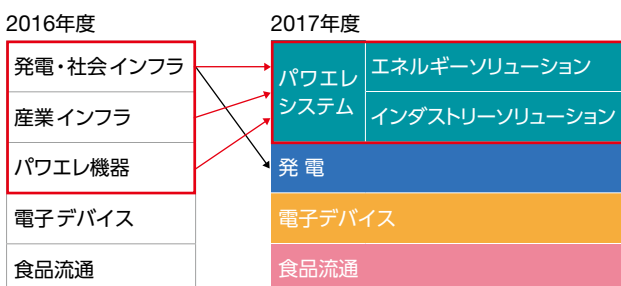 2016年度
発電・社会インフラ
産業インフラ
パワエレ機器
電子デバイス
食品流通
2017年度
パワエレ
システム
エネルギーソリューション
インダストリーソリューション
発電
電子デバイス
食品流通